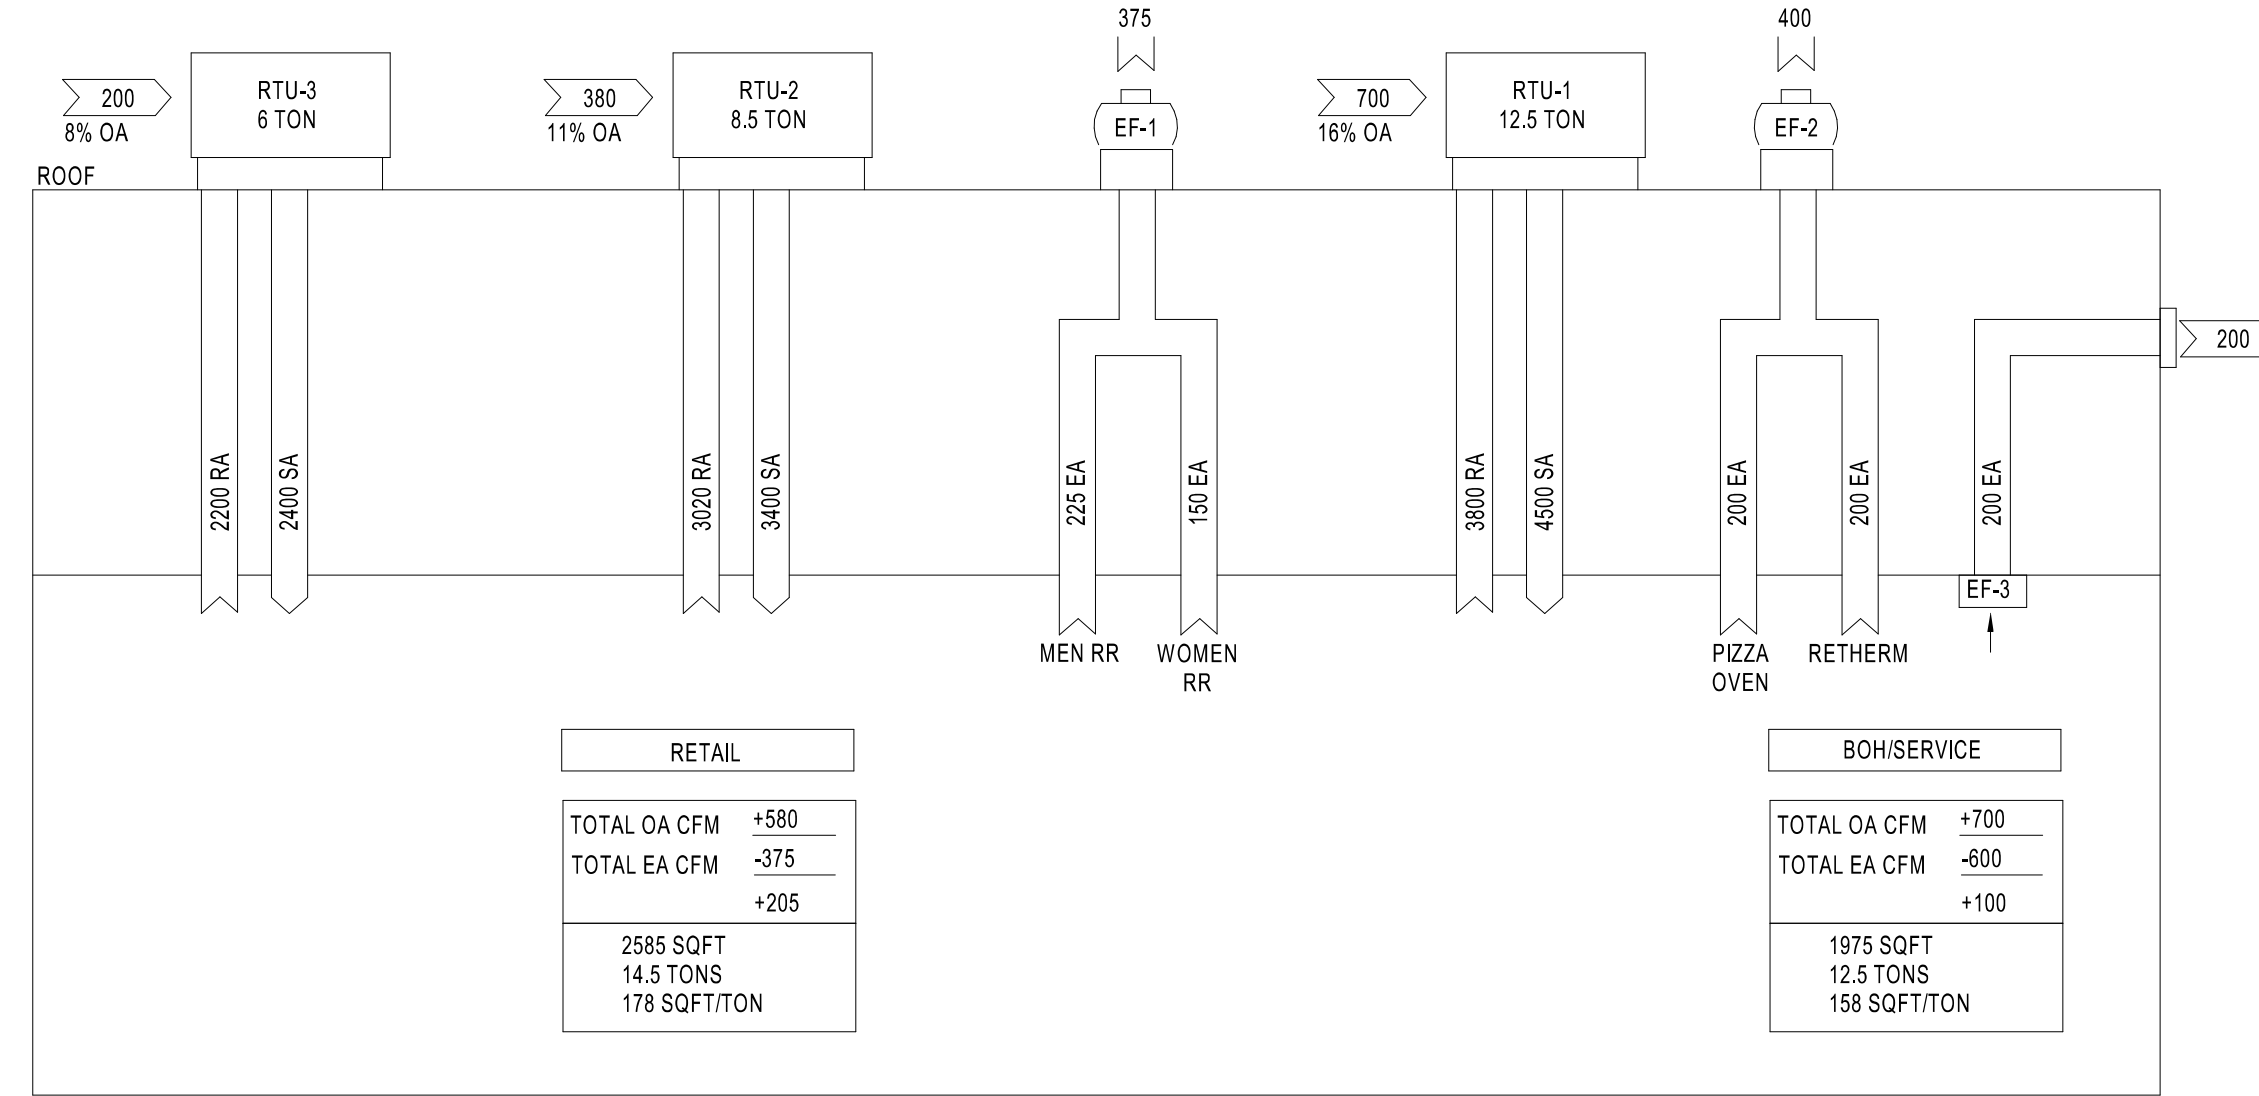 375
400
200
8% OA
RTU-3
6 TON
380
11% OA
RTU-2
8.5 TON
EF-1
700
16% OA
RTU-1
12.5 TON
EF-2
ROOF
200
2200 RA
2400 SA
3020 RA
3400 SA
225 EA
150 EA
3800 RA
4500 SA
200 EA
200 EA
200 EA
EF-3
MEN RR
WOMEN
RR
PIZZA
OVEN
RETHERM
RETAIL
TOTAL OA CFM +580
TOTAL EA CFM -375
+205
2585 SQFT
14.5 TONS
178 SQFT/TON
BOH/SERVICE
TOTAL OA CFM +700
TOTAL EA CFM -600
+100
1975 SQFT
12.5 TONS
158 SQFT/TON